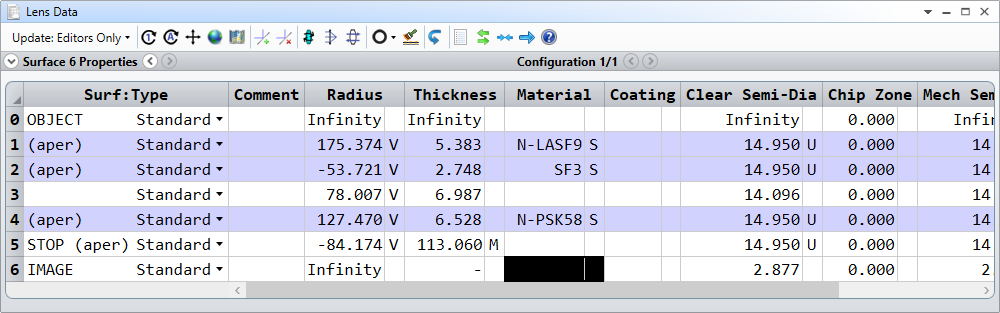 Lens Data
Update: Editors Only
Surface 6 Properties Configuration 1/1
Surf:Type Comment Radius Thickness Material Coating Clear Semi-Dia Chip Zone Mech Sem
0 OBJECT Standard Infinity Infinity Infinity 0.000 Infin
1 (aper) Standard 175.374 V 5.383 N-LASF9 S 14.950 U 0.000 14
2 (aper) Standard -53.721 V 2.748 SF3 S 14.950 U 0.000 14
3 Standard 78.007 V 6.987 14.096 0.000 14
4 (aper) Standard 127.470 V 6.528 N-PSK58 S 14.950 U 0.000 14
5 STOP (aper) Standard -84.174 V 113.060 M 14.950 U 0.000 14
6 IMAGE Standard Infinity - 2.877 0.000 2